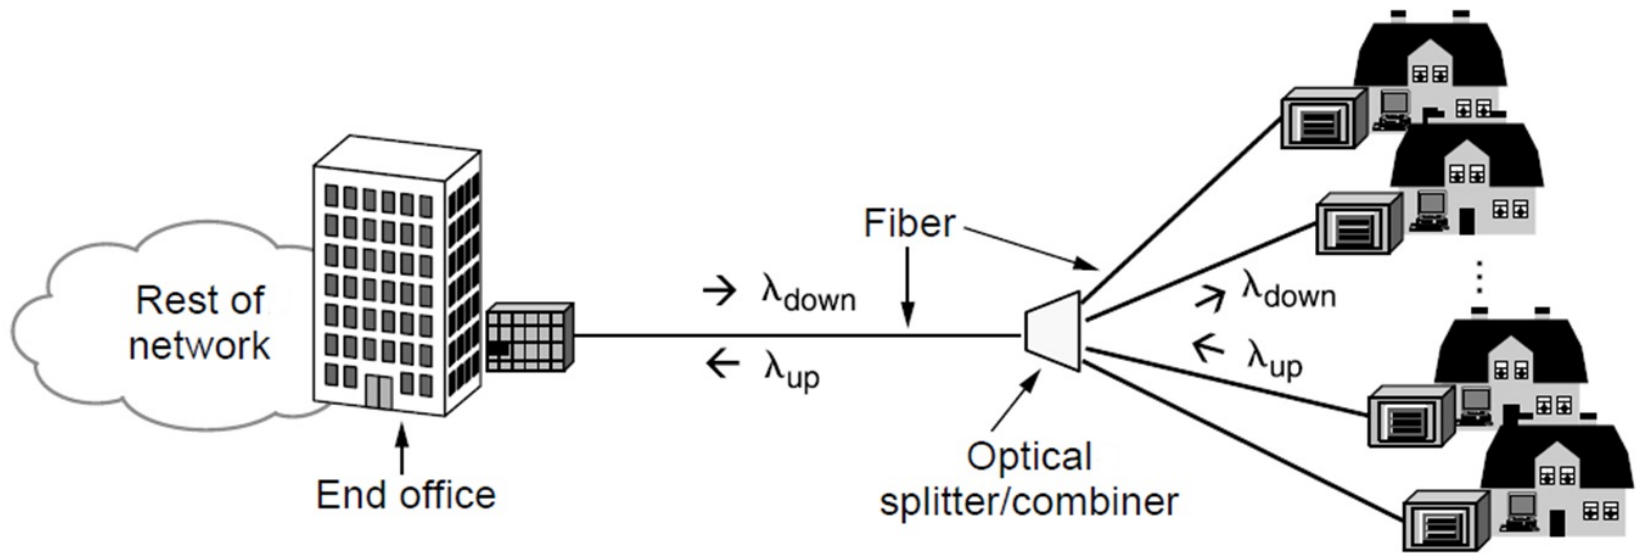 Rest of
network
End office
→ λdown
← λup
Fiber
Optical
splitter/combiner
→ λdown
← λup
⋮